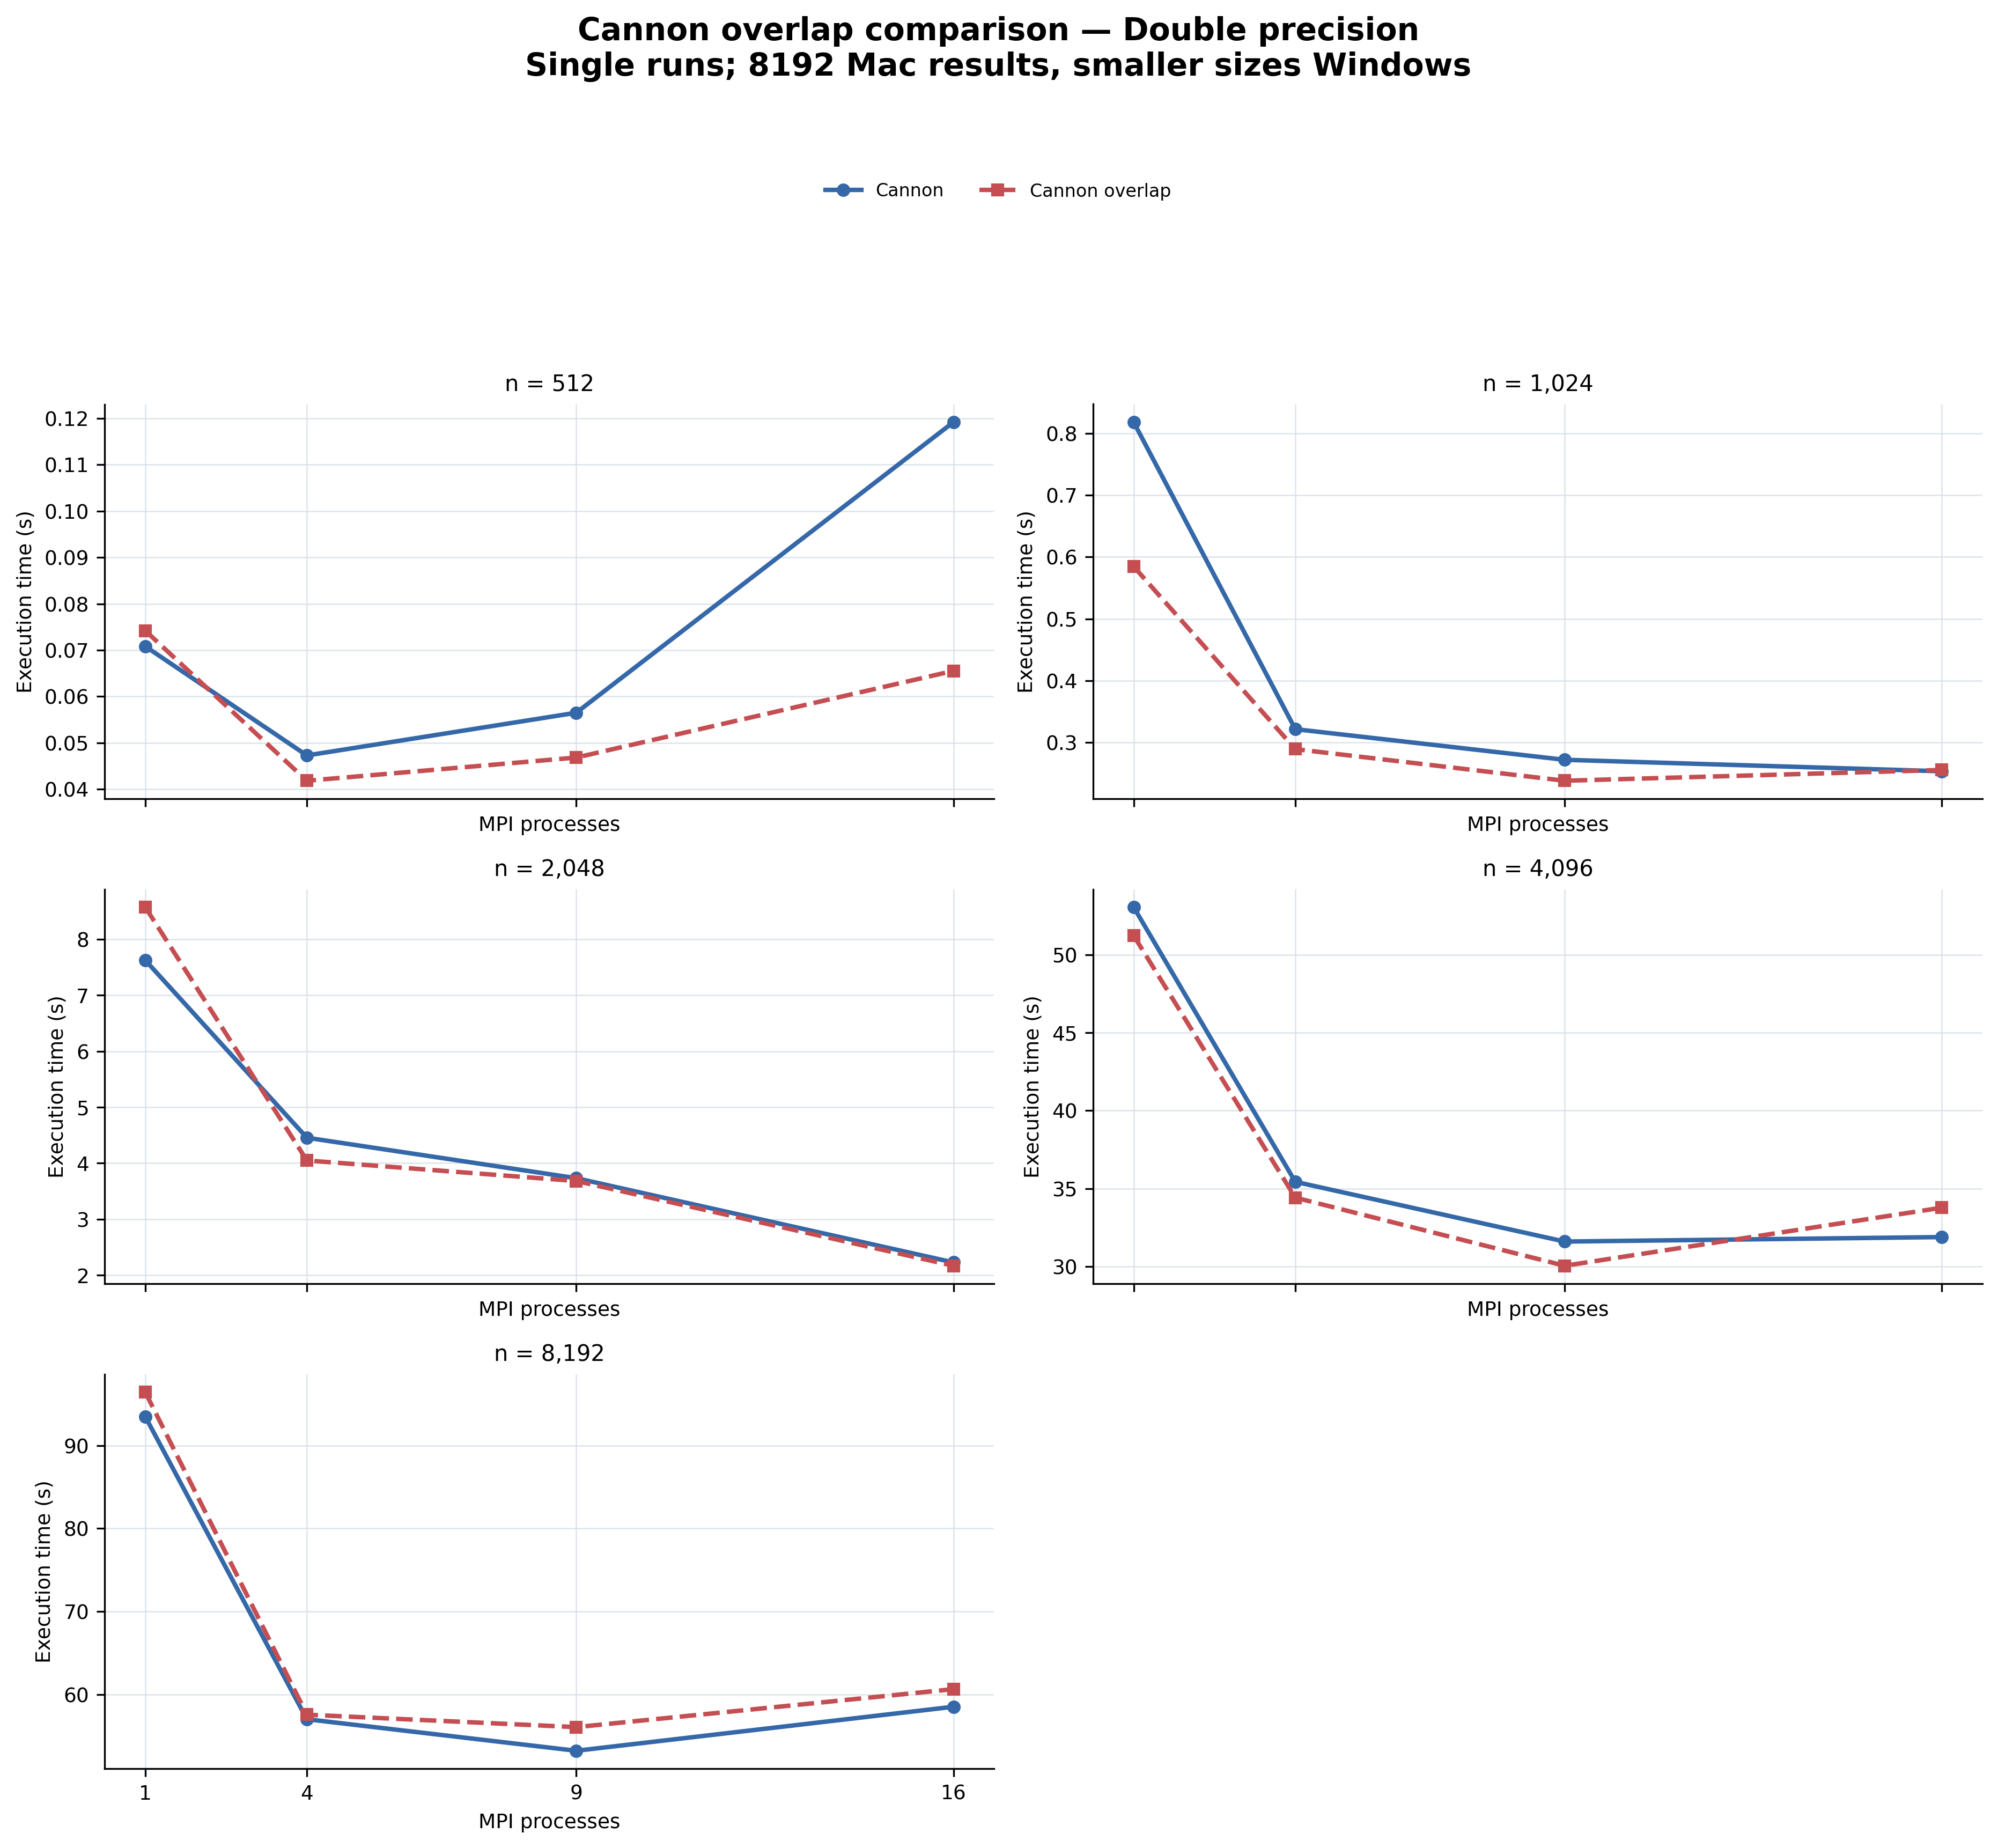 Cannon overlap comparison — Double precision
Single runs; 8192 Mac results, smaller sizes Windows
Cannon
Cannon overlap
n = 512
Execution time (s)
0.12
0.11
0.10
0.09
0.08
0.07
0.06
0.05
0.04
MPI processes
n = 1,024
Execution time (s)
0.8
0.7
0.6
0.5
0.4
0.3
MPI processes
n = 2,048
Execution time (s)
8
7
6
5
4
3
2
MPI processes
n = 4,096
Execution time (s)
50
45
40
35
30
MPI processes
n = 8,192
Execution time (s)
90
80
70
60
1 4 9 16
MPI processes